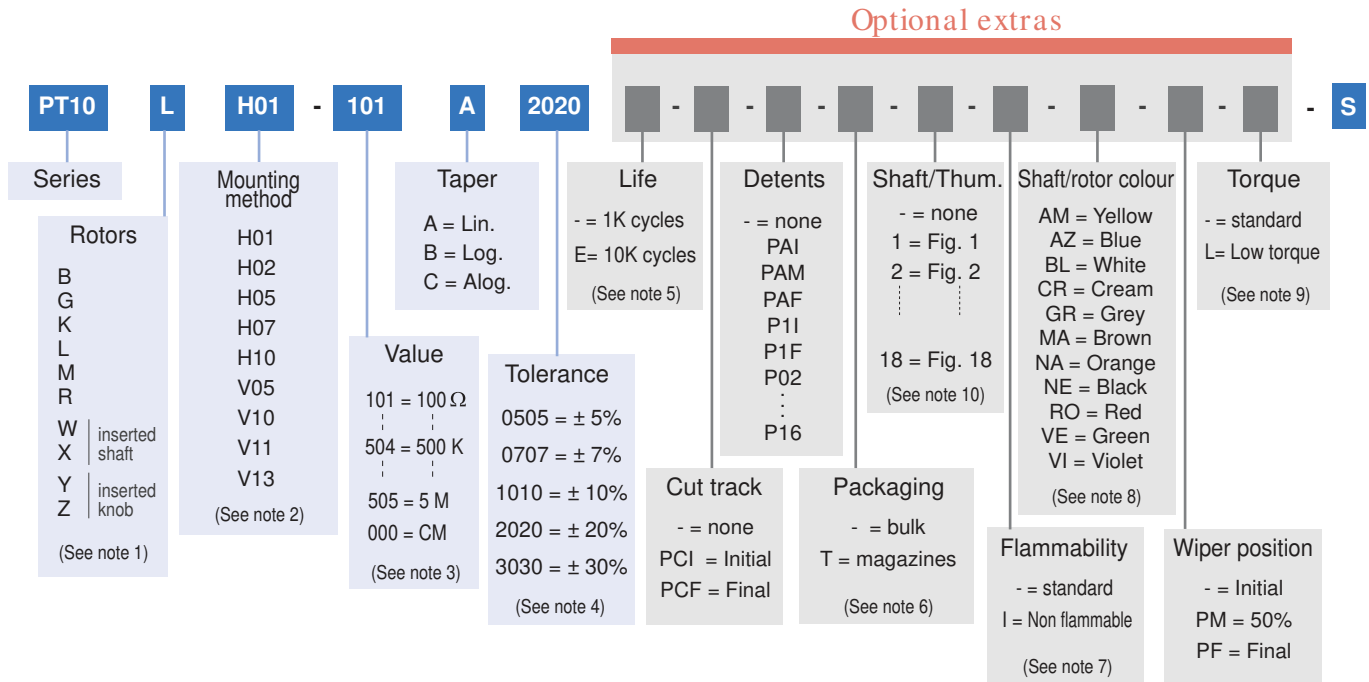 Optional extras
PT10 L H01 - 101 A 2020 - - - - - - - - - S
Series
Rotors
B
G
K
L
M
R
W
X
inserted
shaft
Y
Z
inserted
knob
(See note 1)
Mounting
method
H01
H02
H05
H07
H10
V05
V10
V11
V13
(See note 2)
Value
101 = 100 Ω
504 = 500 K
505 = 5 M
000 = CM
(See note 3)
Taper
A = Lin.
B = Log.
C = Alog.
Tolerance
0505 = ± 5%
0707 = ± 7%
1010 = ± 10%
2020 = ± 20%
3030 = ± 30%
(See note 4)
Life
- = 1K cycles
E= 10K cycles
(See note 5)
Cut track
- = none
PCI = Initial
PCF = Final
Detents
- = none
PAI
PAM
PAF
P1I
P1F
P02
:
P16
Packaging
- = bulk
T = magazines
(See note 6)
Shaft/Thum.
- = none
1 = Fig. 1
2 = Fig. 2
18 = Fig. 18
(See note 10)
Flammability
- = standard
I = Non flammable
(See note 7)
Shaft/rotor colour
AM = Yellow
AZ = Blue
BL = White
CR = Cream
GR = Grey
MA = Brown
NA = Orange
NE = Black
RO = Red
VE = Green
VI = Violet
(See note 8)
Wiper position
- = Initial
PM = 50%
PF = Final
Torque
- = standard
L= Low torque
(See note 9)